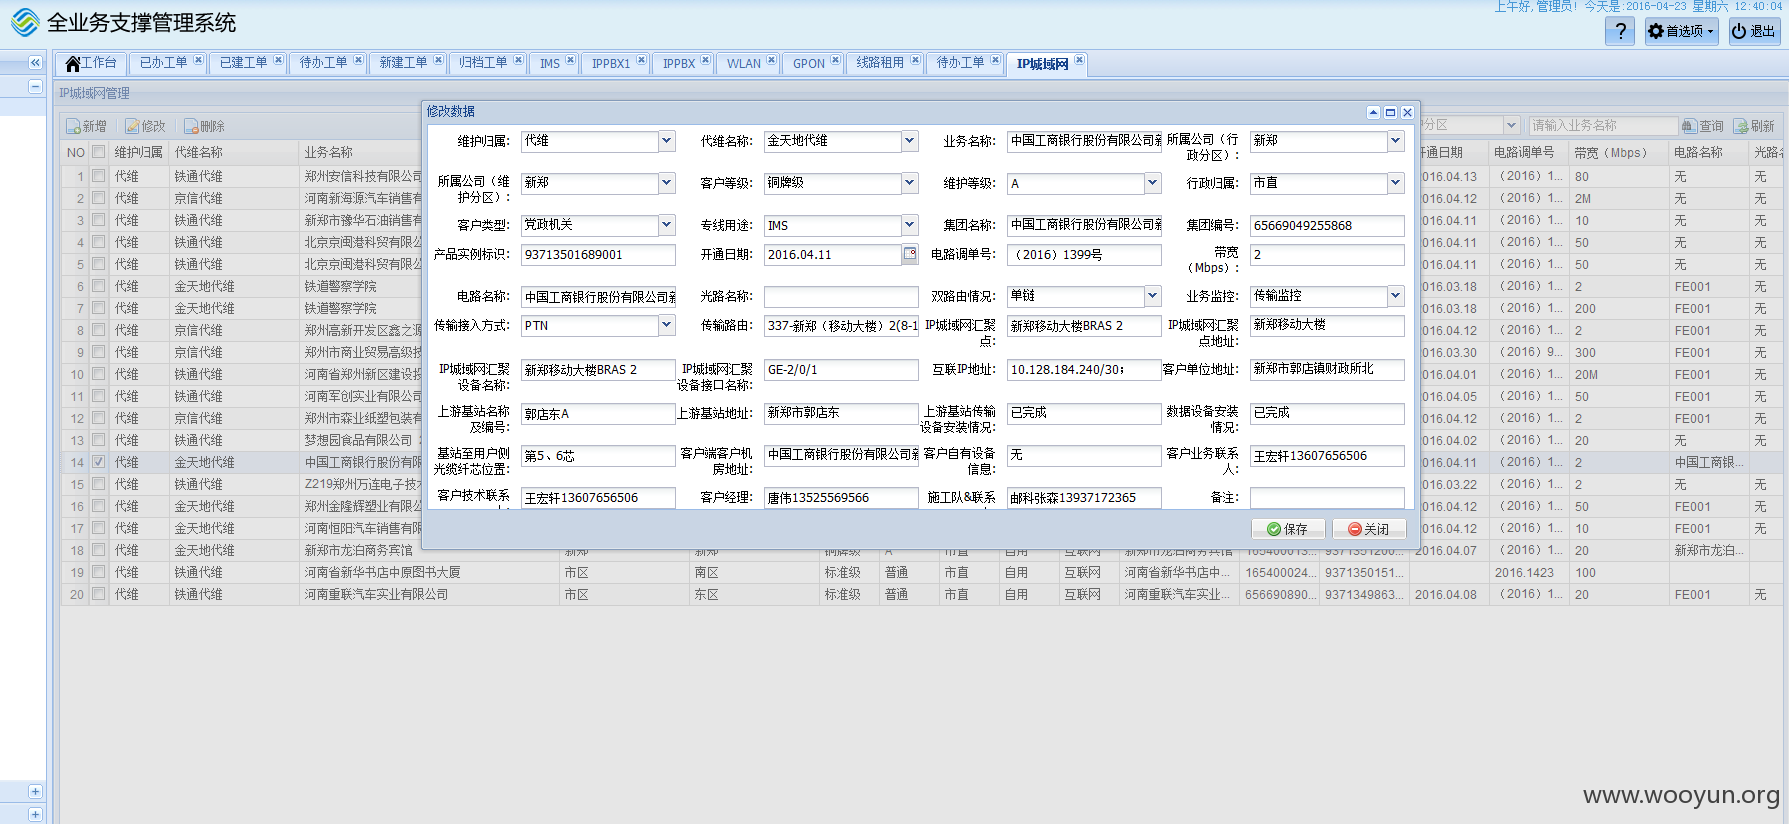 上午好,管理员! 今天是:2016-04-23 星期六 12:40:04
全业务支撑管理系统
? 首选项 退出
工作台 已办工单 已建工单 待办工单 新建工单 归档工单 IMS IPPBX1 IPPBX WLAN GPON 线路租用 待办工单 IP城域网
IP城域网管理
新增 修改 删除
请输入业务名称 查询 刷新
NO 维护归属 代维名称 业务名称 开通日期 电路调单号 带宽（Mbps） 电路名称
1 代维 铁通代维 郑州安信科技有限公 2016.04.13 （2016）1... 80 无 无
2 代维 京信代维 河南新海源汽车销售有 2016.04.12 （2016）1... 2M 无 无
3 代维 铁通代维 新郑市豫华石油销售有 2016.04.11 （2016）1... 10 无 无
4 代维 铁通代维 北京京闽港科贸有限公 2016.04.11 （2016）1... 50 无 无
5 代维 铁通代维 北京京闽港科贸有限公 2016.04.11 （2016）1... 50 无 无
6 代维 金天地代维 铁道警察学院 2016.03.18 （2016）1... 2 FE001 无
7 代维 金天地代维 铁道警察学院 2016.03.18 （2016）1... 200 FE001 无
8 代维 京信代维 郑州高新开发区鑫之源 2016.04.12 （2016）1... 2 FE001 无
9 代维 京信代维 郑州市商业贸易高级技 2016.03.30 （2016）9... 300 FE001 无
10 代维 金天地代维 河南省郑州新区建设投 2016.04.01 （2016）1... 20M FE001 无
11 代维 铁通代维 河南军创实业有限公司 2016.04.05 （2016）1... 50 FE001 无
12 代维 京信代维 郑州市森业纸塑包装有 2016.04.12 （2016）1... 2 FE001 无
13 代维 铁通代维 梦想园食品有限公司 2016.04.02 （2016）1... 20 无 无
14 代维 金天地代维 中国工商银行股份有限 2016.04.11 （2016）1... 2 中国工商银...
15 代维 铁通代维 Z219郑州万连电子技术 2016.03.22 （2016）1... 2 无 无
16 代维 金天地代维 郑州金隆辉塑业有限公 2016.04.12 （2016）1... 50 FE001 无
17 代维 金天地代维 河南恒阳汽车销售有限 2016.04.12 （2016）1... 10 FE001 无
18 代维 金天地代维 新郑市龙泊商务宾馆 新郑 新郑 铜牌级 A 市直 自用 互联网 新郑市龙泊商务宾馆 165400013... 9371351200... 2016.04.07 （2016）1... 20 新郑市龙泊...
19 代维 铁通代维 河南省新华书店中原图书大厦 市区 南区 标准级 普通 市直 自用 互联网 河南省新华书店中... 165400024... 9371350151... 2016.1423 100
20 代维 铁通代维 河南重联汽车实业有限公司 市区 东区 标准级 普通 市直 自用 互联网 河南重联汽车实业... 656690890... 9371349863... 2016.04.08 （2016）1... 20 FE001 无
修改数据
维护归属: 代维 代维名称: 金天地代维 业务名称: 中国工商银行股份有限公司新 所属公司（行政分区）: 新郑
所属公司（维护分区）: 新郑 客户等级: 铜牌级 维护等级: A 行政归属: 市直
客户类型: 党政机关 专线用途: IMS 集团名称: 中国工商银行股份有限公司新 集团编号: 65669049255868
产品实例标识: 93713501689001 开通日期: 2016.04.11 电路调单号: （2016）1399号 带宽（Mbps）: 2
电路名称: 中国工商银行股份有限公司新 光路名称: 双路由情况: 单链 业务监控: 传输监控
传输接入方式: PTN 传输路由: 337-新郑（移动大楼）2(8-1 IP城域网汇聚点: 新郑移动大楼BRAS 2 IP城域网汇聚点地址: 新郑移动大楼
IP城域网汇聚设备名称: 新郑移动大楼BRAS 2 IP城域网汇聚设备接口名称: GE-2/0/1 互联IP地址: 10.128.184.240/30; 客户单位地址: 新郑市郭店镇财政所北
上游基站名称及编号: 郭店东A 上游基站地址: 新郑市郭店东 上游基站传输设备安装情况: 已完成 数据设备安装情况: 已完成
基站至用户侧光缆纤芯位置: 第5、6芯 客户端客户机房地址: 中国工商银行股份有限公司新 客户自有设备信息: 无 客户业务联系人: 王宏轩13607656506
客户技术联系 王宏轩13607656506 客户经理: 唐伟13525569566 施工队&联系 邮科张森13937172365 备注:
保存 关闭
www.wooyun.org